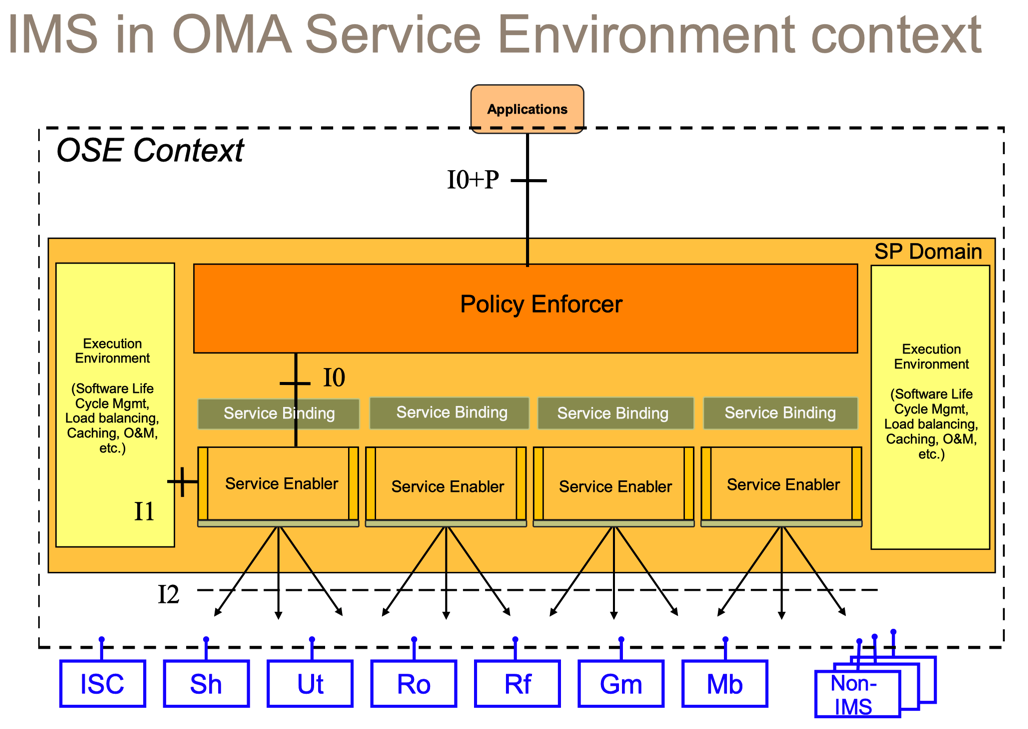 IMS in OMA Service Environment context
Applications
OSE Context
I0+P
SP Domain
Policy Enforcer
Execution
Environment
(Software Life
Cycle Mgmt,
Load balancing,
Caching, O&M,
etc.)
Execution
Environment
(Software Life
Cycle Mgmt,
Load balancing,
Caching, O&M,
etc.)
I0
Service Binding
Service Binding
Service Binding
Service Binding
Service Enabler
Service Enabler
Service Enabler
Service Enabler
I1
I2
ISC
Sh
Ut
Ro
Rf
Gm
Mb
Non-
IMS